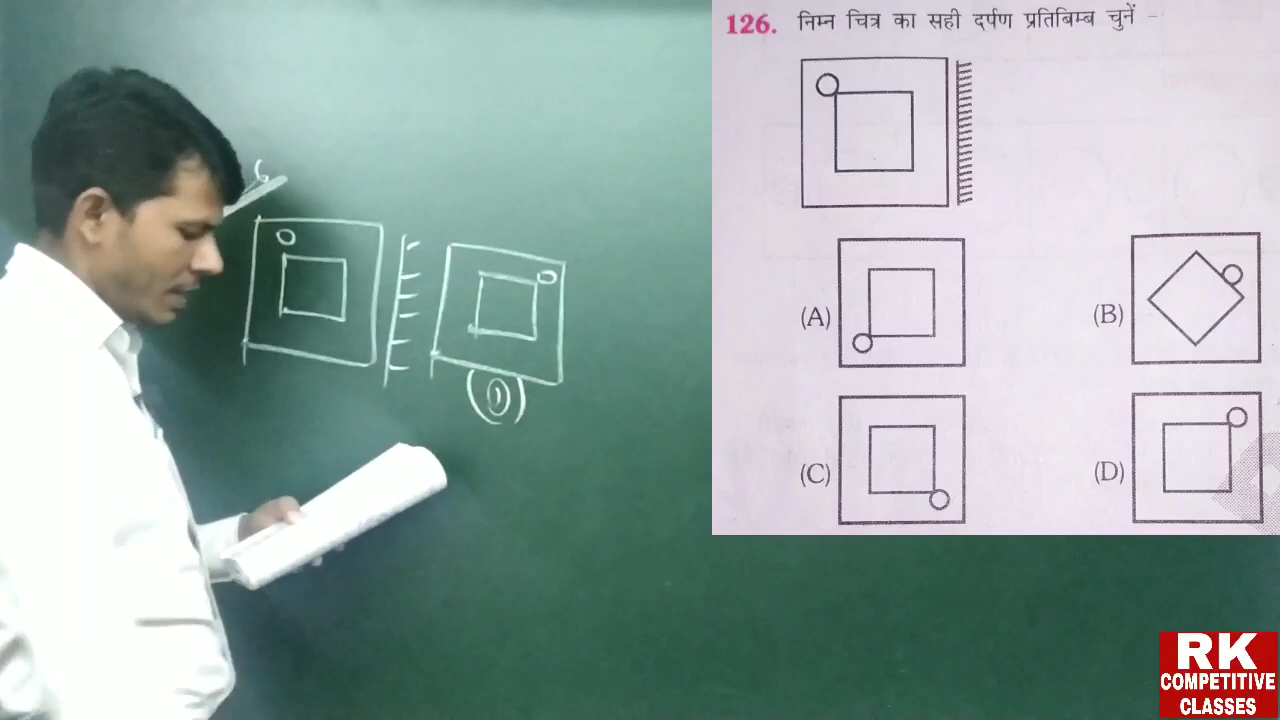 126. निम्न चित्र का सही दर्पण प्रतिबिम्ब चुनें –
(A)
(B)
(C)
(D)
(D)
RK
COMPETITIVE
CLASSES